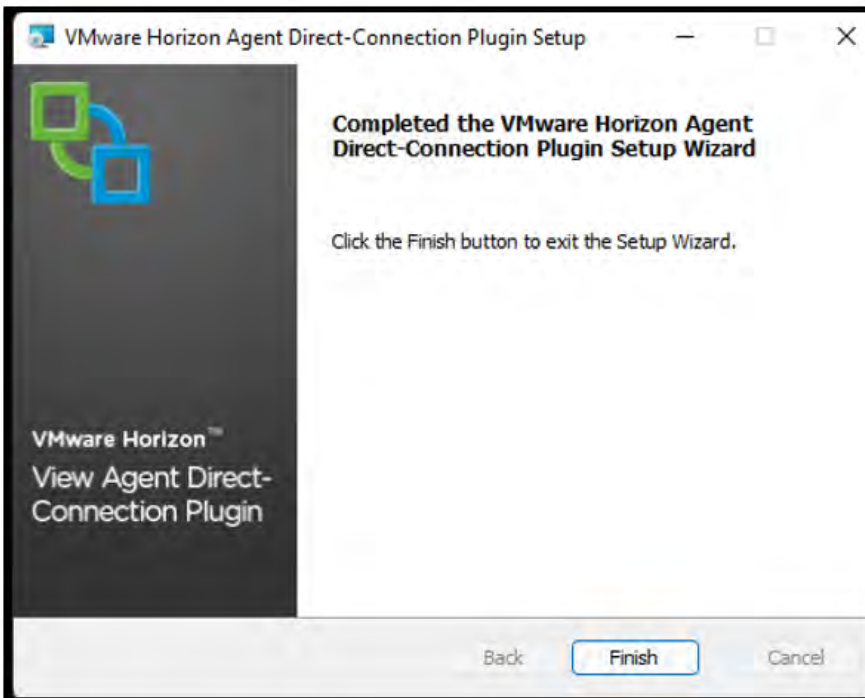 VMware Horizon Agent Direct-Connection Plugin Setup
Completed the VMware Horizon Agent
Direct-Connection Plugin Setup Wizard
Click the Finish button to exit the Setup Wizard.
VMware Horizon™
View Agent Direct-
Connection Plugin
Back
Finish
Cancel